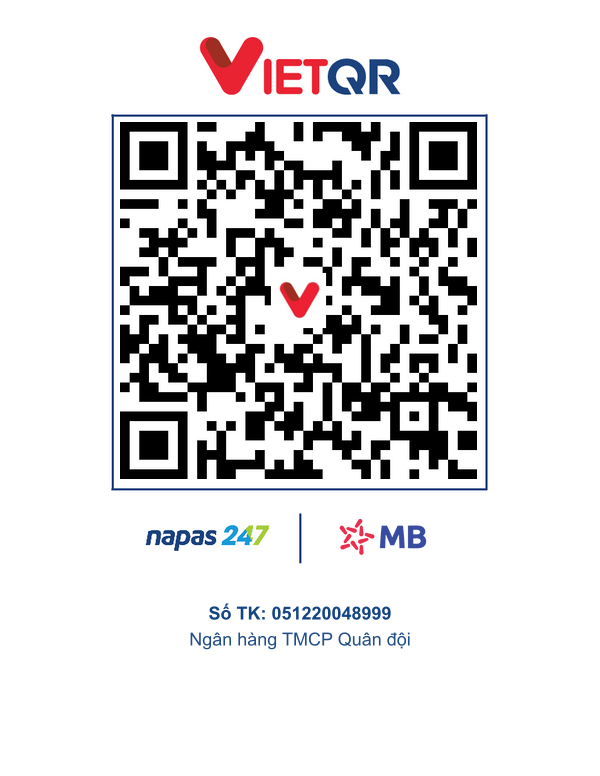 VIETQR
napas 247
MB
Số TK: 051220048999
Ngân hàng TMCP Quân đội